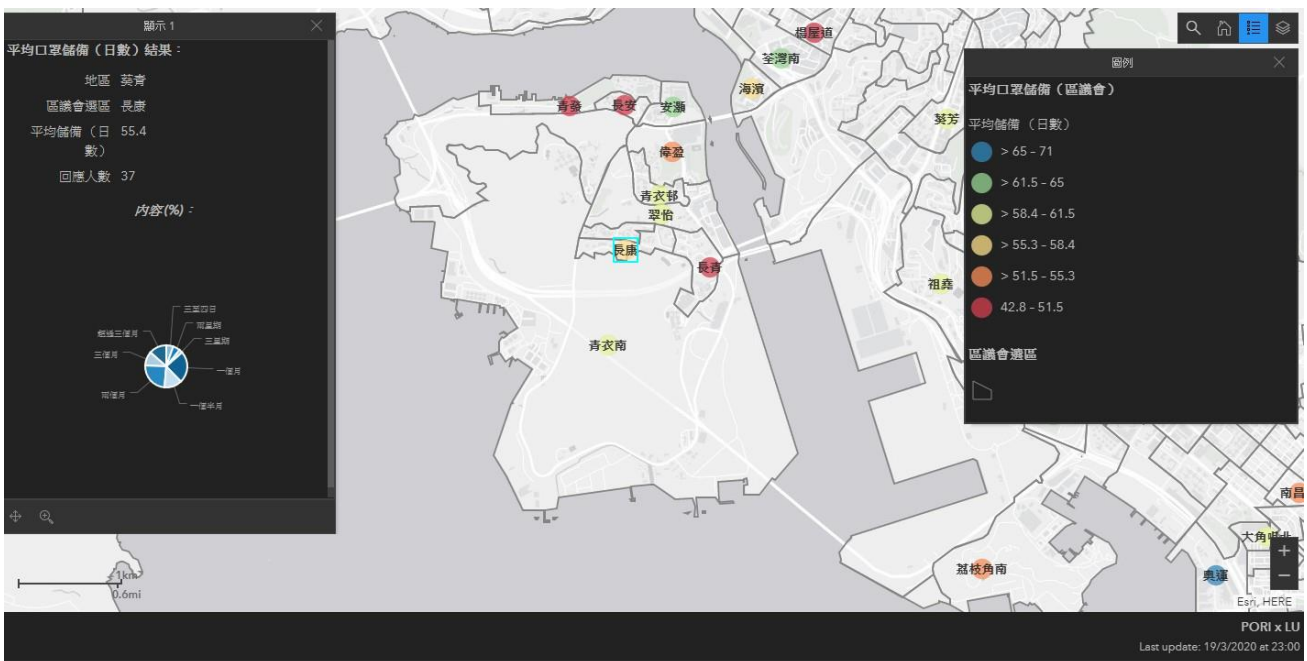 顯示 1
平均口罩儲備（日數）結果：
地區 葵青
區議會選區 長康
平均儲備（日數） 55.4
回應人數 37
內容(%)：
三至四日
兩星期
三星期
超過三個月
三個月
一個月
兩個月
一個半月
1km
0.6mi
楊屋道
荃灣南
海濱
青發
長安
安灝
葵芳
偉盈
青衣邨
翠怡
長康
長青
祖堯
青衣南
荔枝角南
南昌
奧運
圖例
平均口罩儲備（區議會）
平均儲備（日數）
> 65 - 71
> 61.5 - 65
> 58.4 - 61.5
> 55.3 - 58.4
> 51.5 - 55.3
42.8 - 51.5
區議會選區
Esri, HERE
PORI x LU
Last update: 19/3/2020 at 23:00